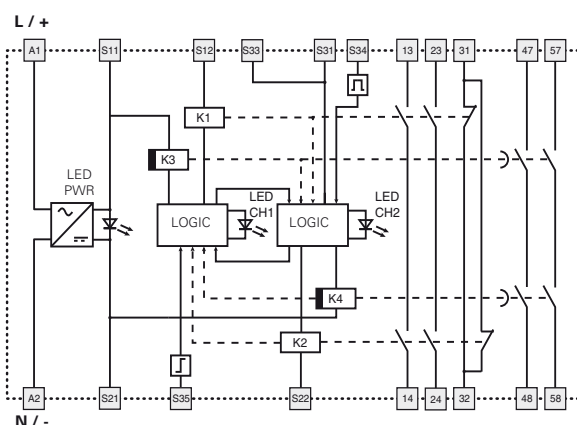 L / +
A1 S11 S12 S33 S31 S34 13 23 31 47 57
K1
K3
LED
PWR
LOGIC
LED
CH1
LOGIC
LED
CH2
K4
K2
A2 S21 S35 S22 14 24 32 48 58
N / -